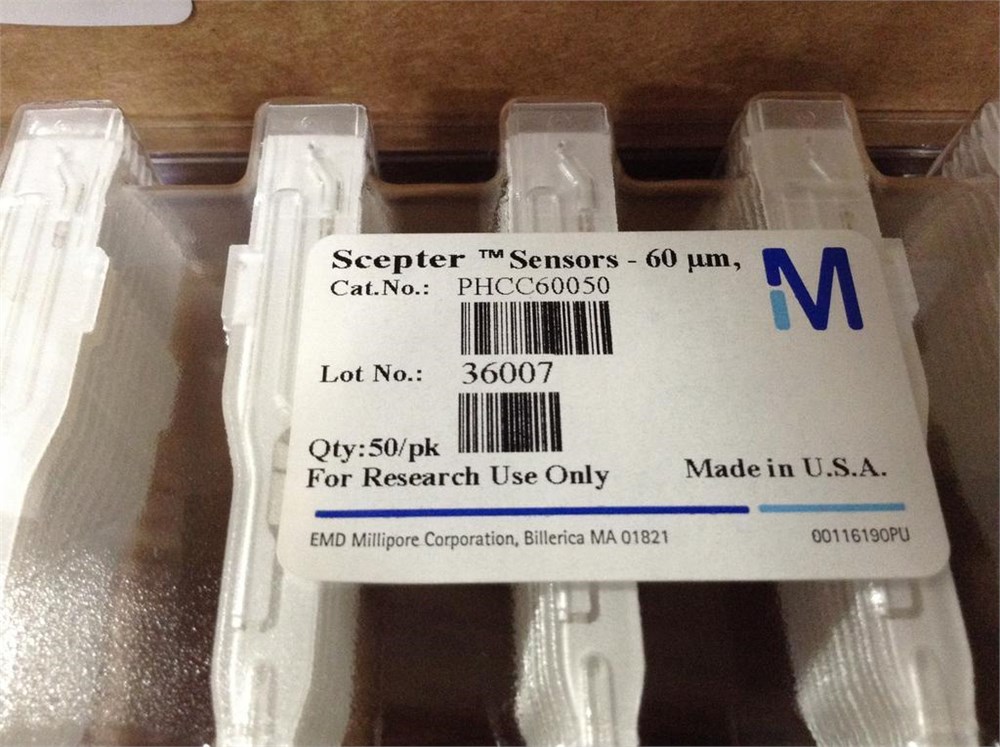 Scepter ™ Sensors - 60 µm,
Cat.No.: PHCC60050
Lot No.: 36007
Qty:50/pk
For Research Use Only
Made in U.S.A.
EMD Millipore Corporation, Billerica MA 01821
00116190PU
M